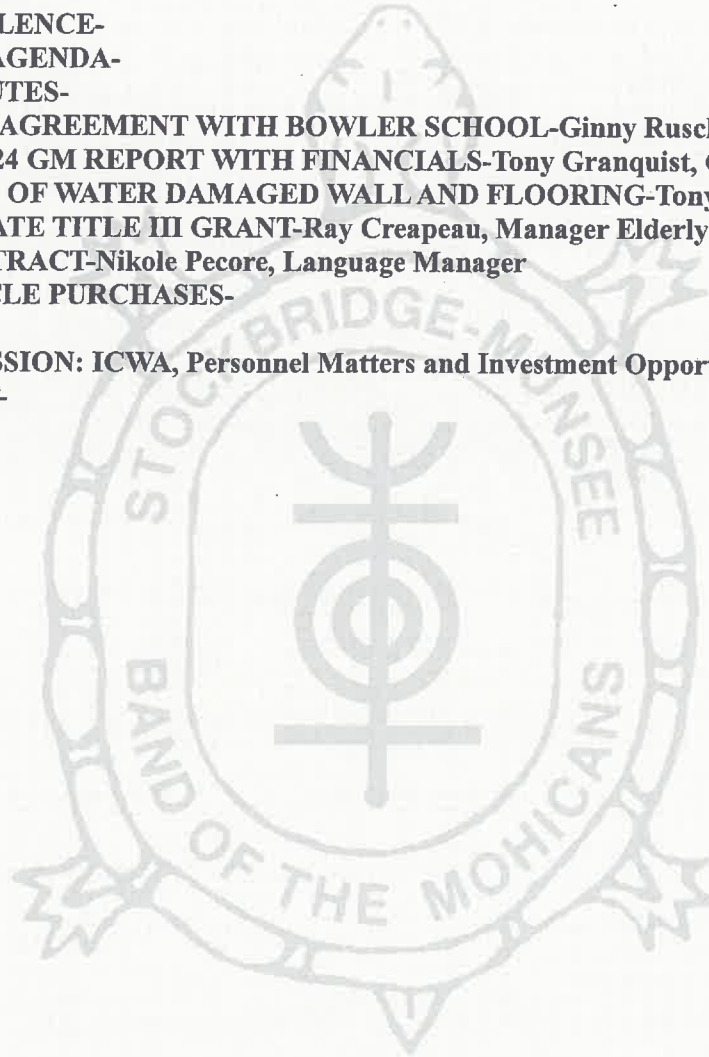 LENCE-
AGENDA-
UTES-
AGREEMENT WITH BOWLER SCHOOL-Ginny Rusch
24 GM REPORT WITH FINANCIALS-Tony Granquist,
OF WATER DAMAGED WALL AND FLOORING-Tony
ATE TITLE III GRANT-Ray Creapeau, Manager Elderly
TRACT-Nikole Pecore, Language Manager
CLE PURCHASES-
SSION: ICWA, Personnel Matters and Investment Oppor
STOCKBRIDGE-MUNSEE
BAND OF THE MOHICANS